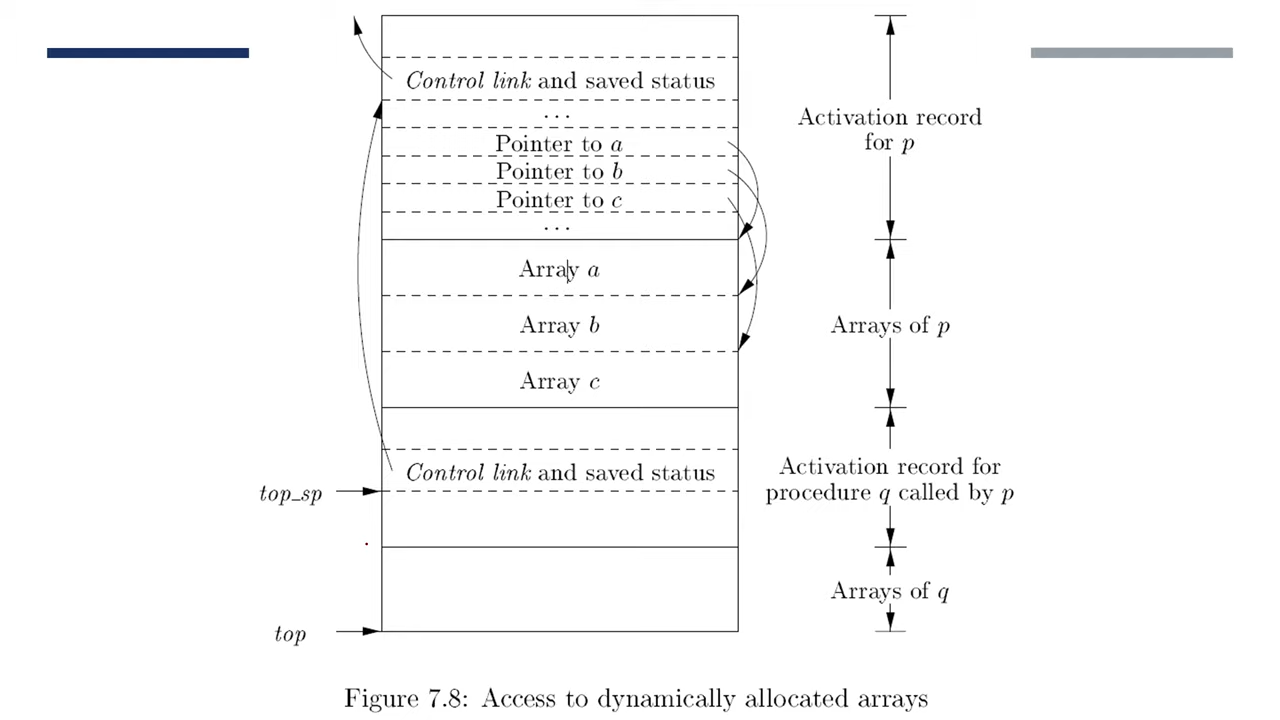 Control link and saved status
. . .
Pointer to a
Pointer to b
Pointer to c
. . .
Array a
Array b
Array c
Control link and saved status
top_sp
top
Activation record
for p
Arrays of p
Activation record for
procedure q called by p
Arrays of q
Figure 7.8: Access to dynamically allocated arrays